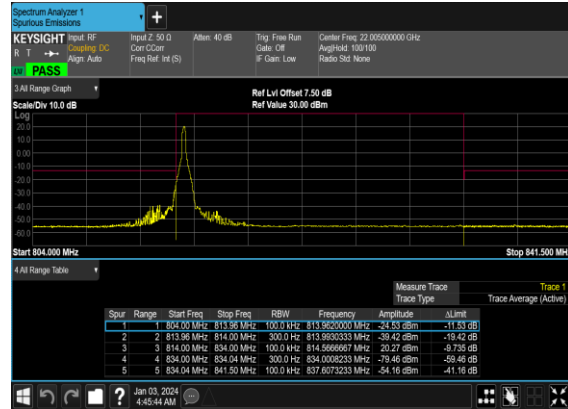 Spectrum Analyzer 1
Spurious Emissions
+
KEYSIGHT Input: RF Input Z: 50 Ω Atten: 40 dB Trig: Free Run Center Freq: 22.005000000 GHz
R T Coupling: DC Corr CCorr Gate: Off Avg|Hold: 100/100
Align: Auto Freq Ref: Int (S) IF Gain: Low Radio Std: None
PASS
3 All Range Graph
Ref Lvl Offset 7.50 dB
Scale/Div 10.0 dB Ref Value 30.00 dBm
Log
20.0
10.0
0.00
-10.0
-20.0
-30.0
-40.0
-50.0
-60.0
Start 804.000 MHz Stop 841.500 MH
4 All Range Table
Measure Trace Trace 1
Trace Type Trace Average (Active)
Spur Range Start Freq Stop Freq RBW Frequency Amplitude ΔLimit
1 1 804.00 MHz 813.96 MHz 100.0 kHz 813.9620000 MHz -24.53 dBm -11.53 dB
2 2 813.96 MHz 814.00 MHz 300.0 Hz 813.9930333 MHz -39.42 dBm -19.42 dB
3 3 814.00 MHz 834.00 MHz 100.0 kHz 814.5666667 MHz 20.27 dBm -9.735 dB
4 4 834.00 MHz 834.04 MHz 300.0 Hz 834.0008233 MHz -79.46 dBm -59.46 dB
5 5 834.04 MHz 841.50 MHz 100.0 kHz 837.6073233 MHz -54.16 dBm -41.16 dB
? Jan 03, 2024
4:45:44 AM